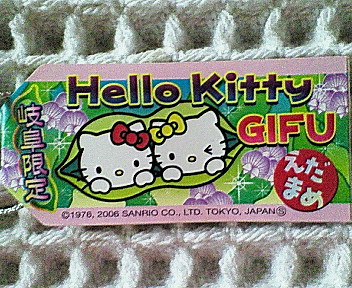 Hello Kitty
GIFU
岐阜限定
えだ
まめ
©1976, 2006 SANRIO CO., LTD. TOKYO, JAPAN Ⓢ